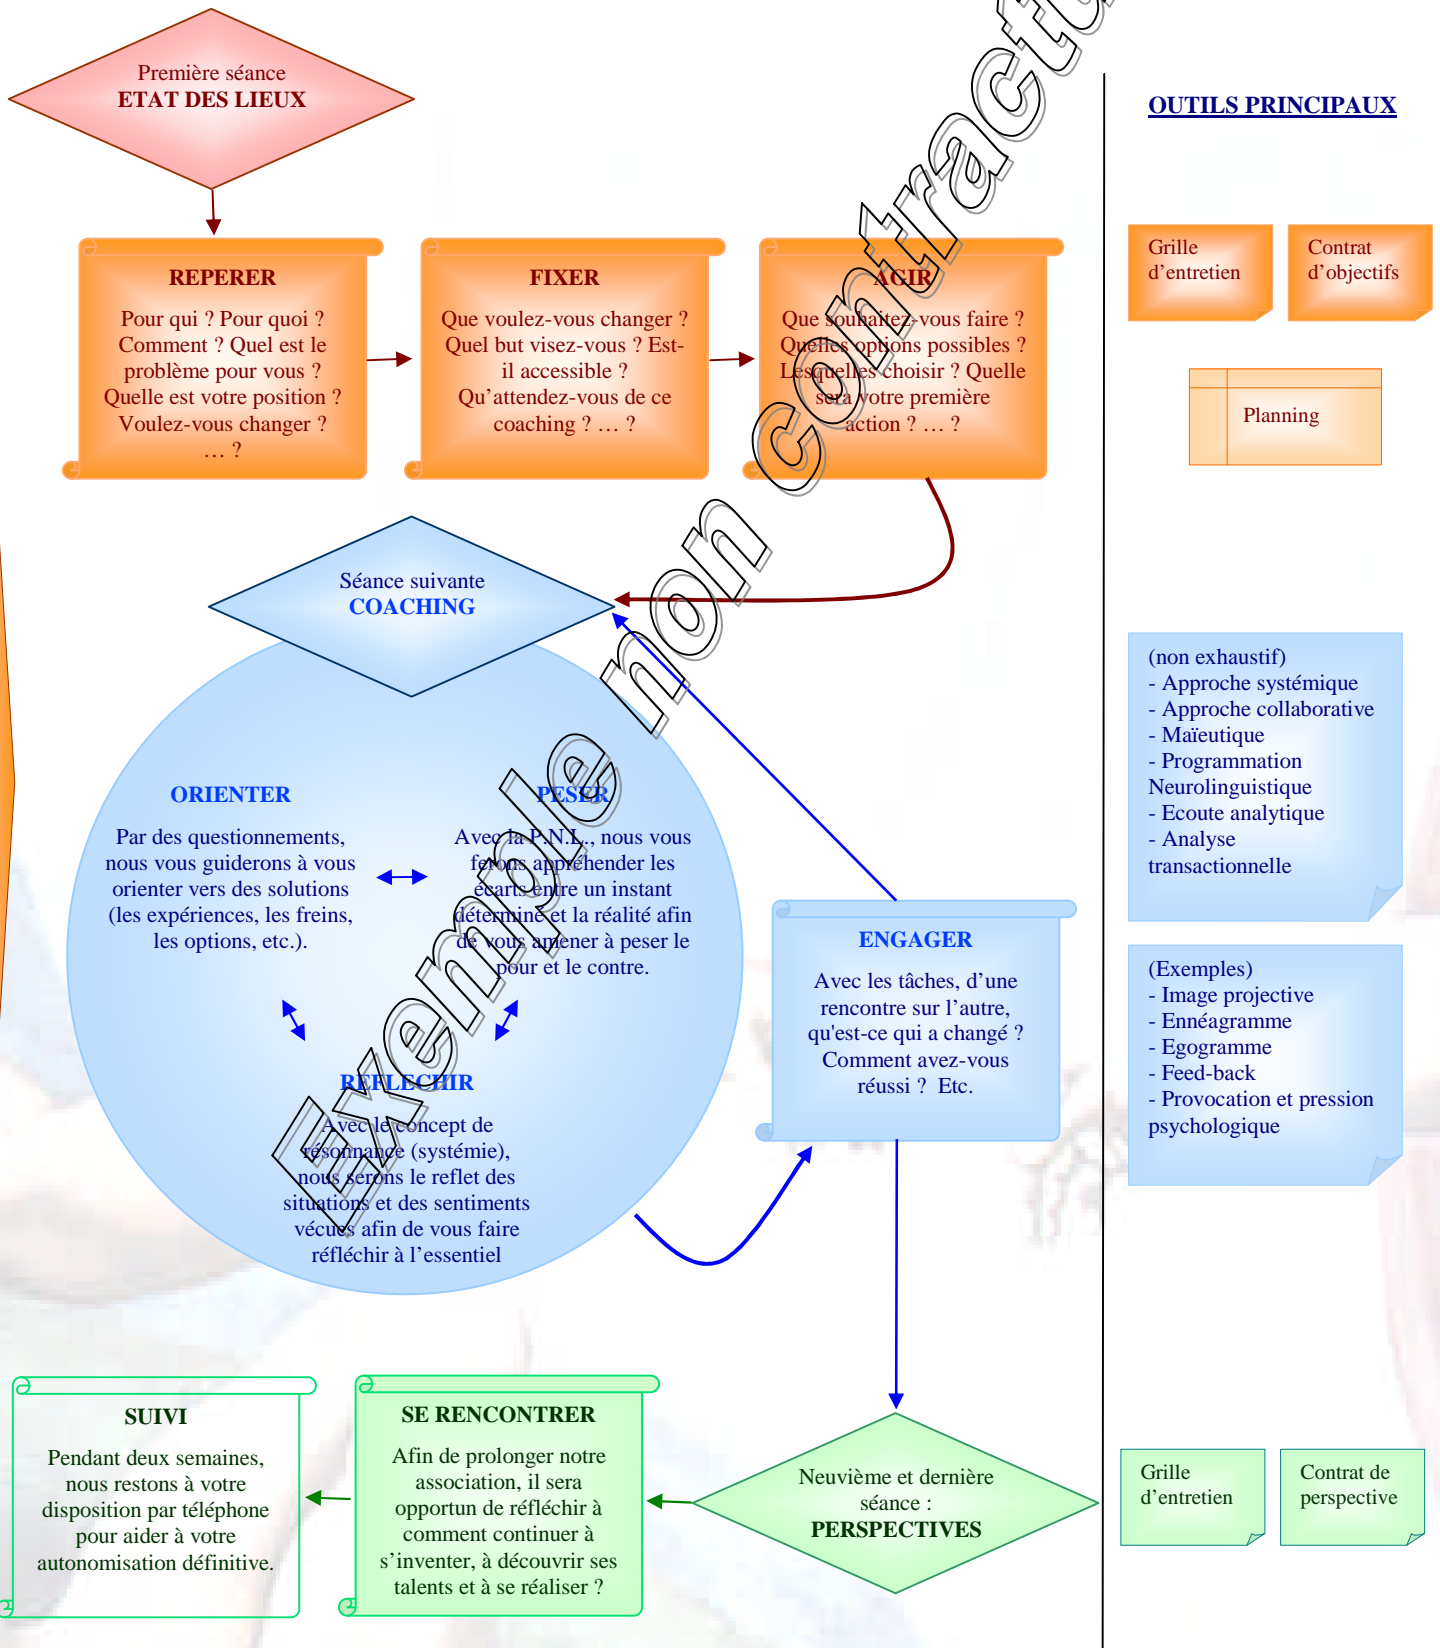 Première séance
ETAT DES LIEUX
OUTILS PRINCIPAUX
REPERER
Pour qui ? Pour quoi ?
Comment ? Quel est le
problème pour vous ?
Quelle est votre position ?
Voulez-vous changer ?
… ?
FIXER
Que voulez-vous changer ?
Quel but visez-vous ? Est-
il accessible ?
Qu’attendez-vous de ce
coaching ? … ?
AGIR
Que souhaitez-vous faire ?
Quelles options possibles ?
Lesquelles choisir ? Quelle
sera votre première
action ? … ?
Grille
d’entretien
Contrat
d’objectifs
Planning
Séance suivante
COACHING
ORIENTER
Par des questionnements,
nous vous guiderons à vous
orienter vers des solutions
(les expériences, les freins,
les options, etc.).
PESER
Avec la P.N.L., nous vous
ferons appréhender les
écarts entre un instant
déterminé et la réalité afin
de vous amener à peser le
pour et le contre.
REFLECHIR
Avec le concept de
résonnance (systémie),
nous serons le reflet des
situations et des sentiments
vécues afin de vous faire
réfléchir à l’essentiel
ENGAGER
Avec les tâches, d’une
rencontre sur l’autre,
qu'est-ce qui a changé ?
Comment avez-vous
réussi ?  Etc.
(non exhaustif)
- Approche systémique
- Approche collaborative
- Maïeutique
- Programmation
Neurolinguistique
- Ecoute analytique
- Analyse
transactionnelle
(Exemples)
- Image projective
- Ennéagramme
- Egogramme
- Feed-back
- Provocation et pression
psychologique
SUIVI
Pendant deux semaines,
nous restons à votre
disposition par téléphone
pour aider à votre
autonomisation définitive.
SE RENCONTRER
Afin de prolonger notre
association, il sera
opportun de réfléchir à
comment continuer à
s’inventer, à découvrir ses
talents et à se réaliser ?
Neuvième et dernière
séance :
PERSPECTIVES
Grille
d’entretien
Contrat de
perspective
Exemple non contractu